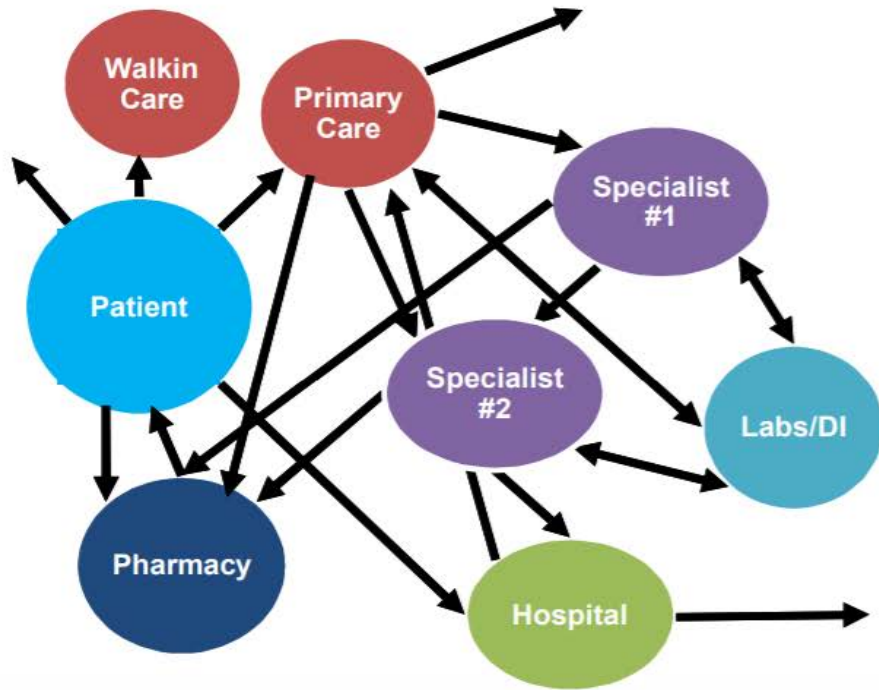 Walkin
Care
Primary
Care
Specialist
#1
Patient
Specialist
#2
Labs/DI
Pharmacy
Hospital